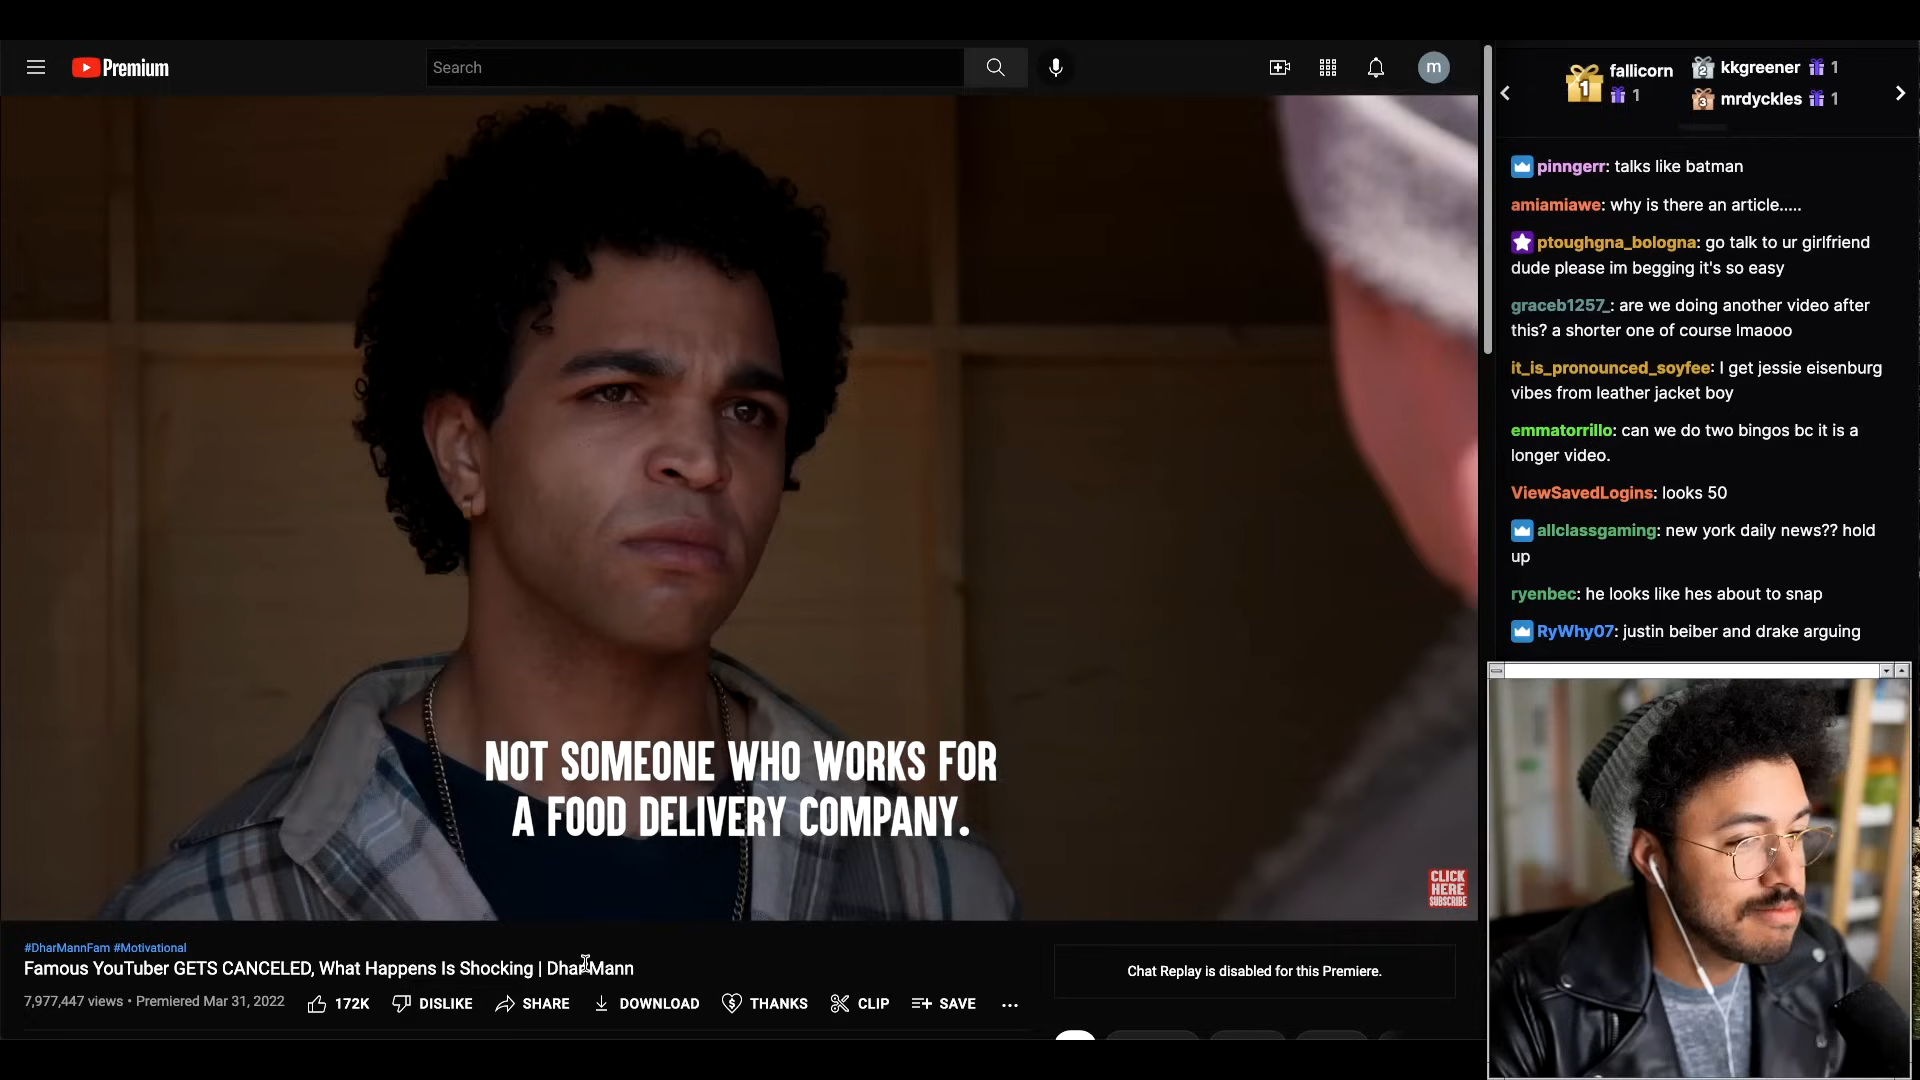 Premium
Search
m
NOT SOMEONE WHO WORKS FOR
A FOOD DELIVERY COMPANY.
CLICK
HERE
SUBSCRIBE
#DharMannFam #Motivational
Famous YouTuber GETS CANCELED, What Happens Is Shocking | Dhar Mann
7,977,447 views • Premiered Mar 31, 2022
172K
DISLIKE
SHARE
DOWNLOAD
THANKS
CLIP
SAVE
Chat Replay is disabled for this Premiere.
1
fallicorn
1
2
kkgreener
1
3
mrdyckles
1
pinngerr: talks like batman
amiamiawe: why is there an article.....
ptoughgna_bologna: go talk to ur girlfriend
dude please im begging it's so easy
graceb1257_: are we doing another video after
this? a shorter one of course lmaooo
it_is_pronounced_soyfee: I get jessie eisenburg
vibes from leather jacket boy
emmatorrillo: can we do two bingos bc it is a
longer video.
ViewSavedLogins: looks 50
allclassgaming: new york daily news?? hold
up
ryenbec: he looks like hes about to snap
RyWhy07: justin beiber and drake arguing